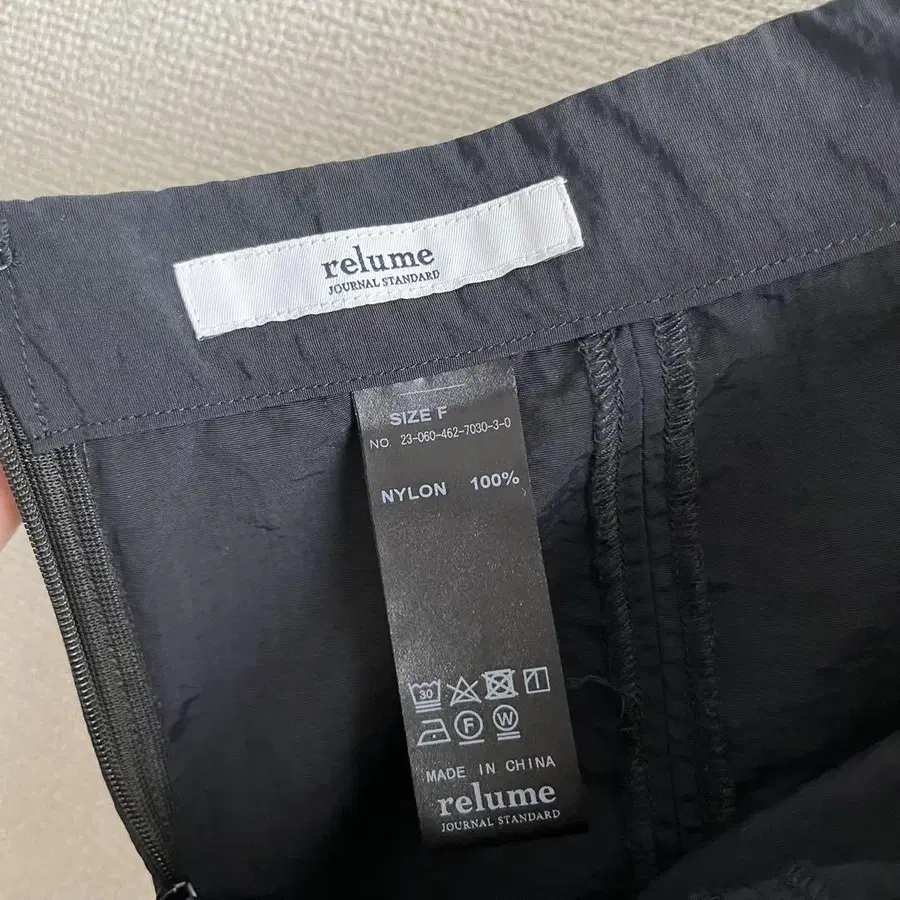 relume
JOURNAL STANDARD
SIZE F
NO. 23-060-462-7030-3-0
NYLON 100%
30
F W
MADE IN CHINA
relume
JOURNAL STANDARD